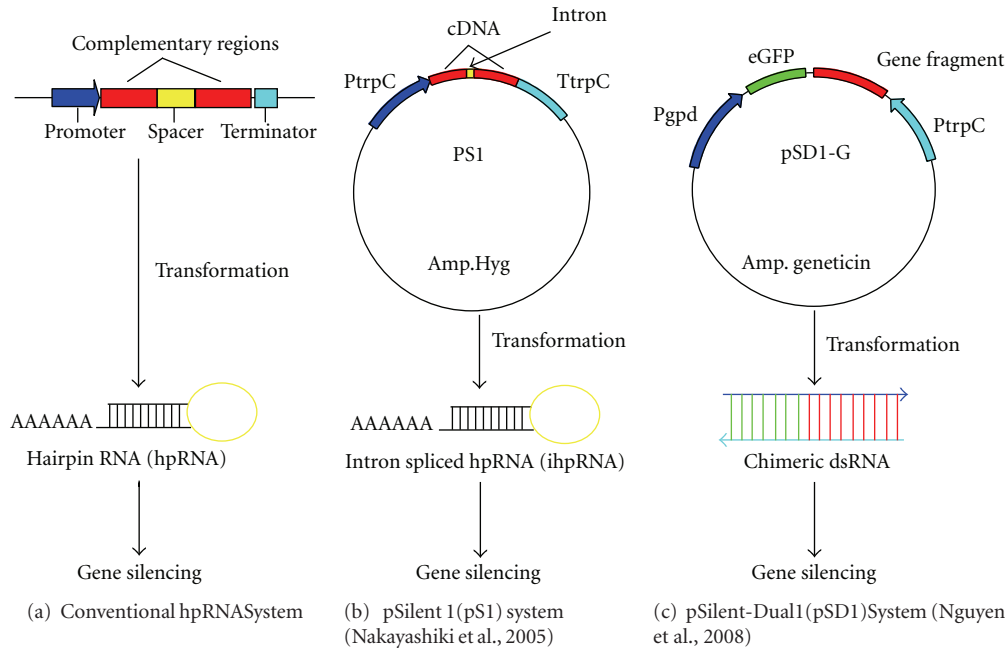 Complementary regions
Promoter
Spacer
Terminator
Transformation
AAAAAA
Hairpin RNA (hpRNA)
Gene silencing
(a) Conventional hpRNASystem
Intron
cDNA
PtrpC
TtrpC
PS1
Amp.Hyg
Transformation
AAAAAA
Intron spliced hpRNA (ihpRNA)
Gene silencing
(b) pSilent 1(pS1) system
(Nakayashiki et al., 2005)
eGFP
Gene fragment
Pgpd
PtrpC
pSD1-G
Amp. geneticin
Transformation
Chimeric dsRNA
Gene silencing
(c) pSilent-Dual1(pSD1)System (Nguyen
et al., 2008)